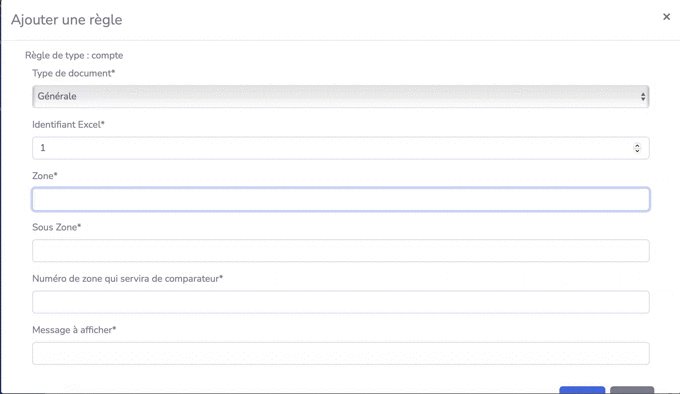 Ajouter une règle
×
Règle de type : compte
Type de document*
Générale
Identifiant Excel*
1
Zone*
Sous Zone*
Numéro de zone qui servira de comparateur*
Message à afficher*